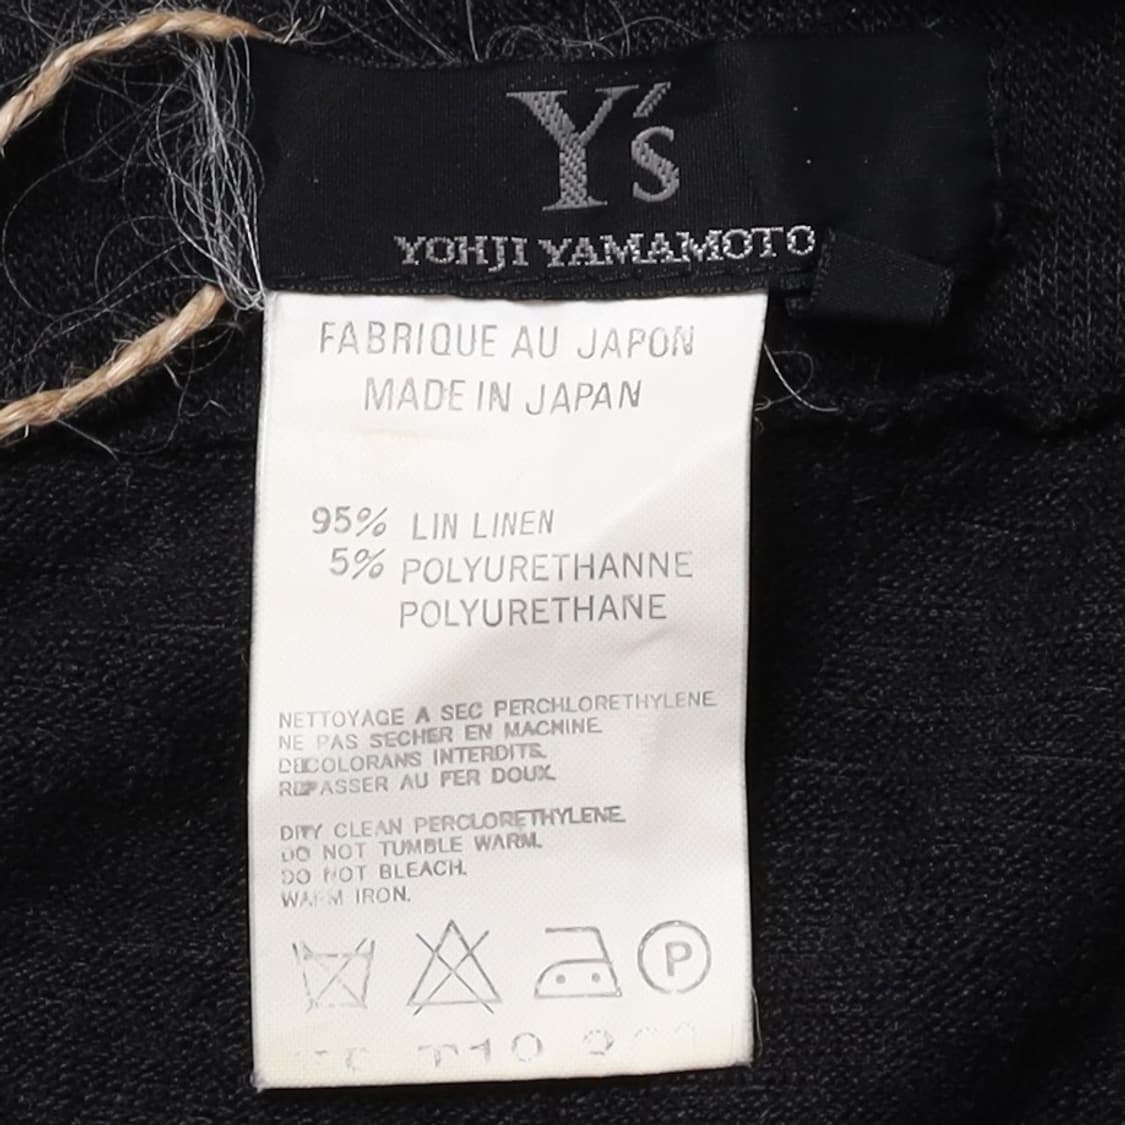 Y's
YOHJI YAMAMOTO
FABRIQUE AU JAPON
MADE IN JAPAN
95% LIN LINEN
5% POLYURETHANNE
POLYURETHANE
NETTOYAGE A SEC PERCHLORETHYLENE
NE PAS SECHER EN MACHINE.
DECOLORANS INTERDITS.
REPASSER AU FER DOUX.
DRY CLEAN PERCLORETHYLENE.
DO NOT TUMBLE WARM.
DO NOT BLEACH.
WARM IRON.
P